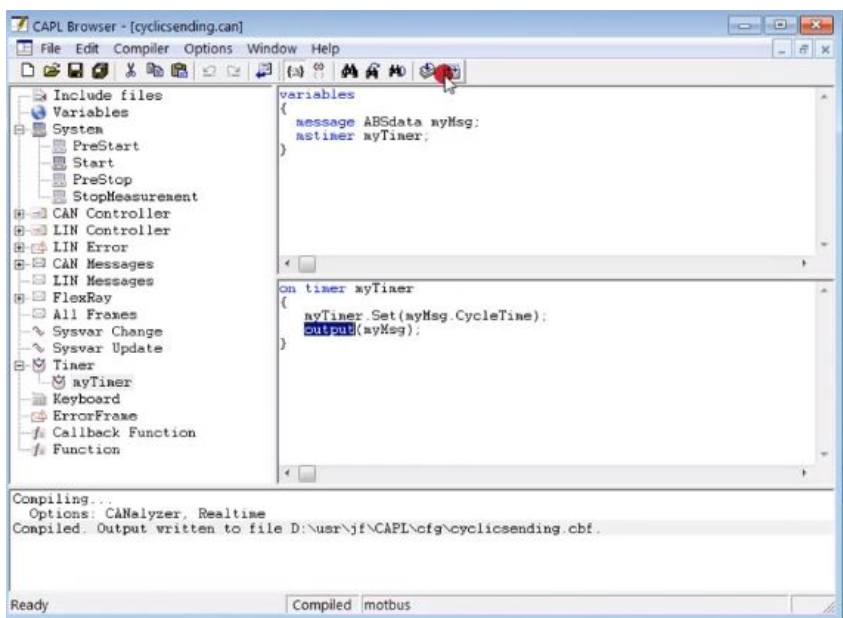 CAPL Browser - [cyclicsending.can]
File Edit Compiler Options Window Help
Include files
Variables
System
PreStart
Start
PreStop
StopMeasurement
CAN Controller
LIN Controller
LIN Error
CAN Messages
LIN Messages
FlexRay
All Frames
Sysvar Change
Sysvar Update
Timer
myTimer
Keyboard
ErrorFrame
Callback Function
Function
variables
{
message ABSdata myMsg;
mstimer myTimer;
}
on timer myTimer
{
myTimer.Set(myMsg.CycleTime);
output(myMsg);
}
Compiling...
Options: CANalyzer, Realtime
Compiled. Output written to file D:\usr\jf\CAPL\cfg\cyclicsending.cbf.
Ready Compiled motbus